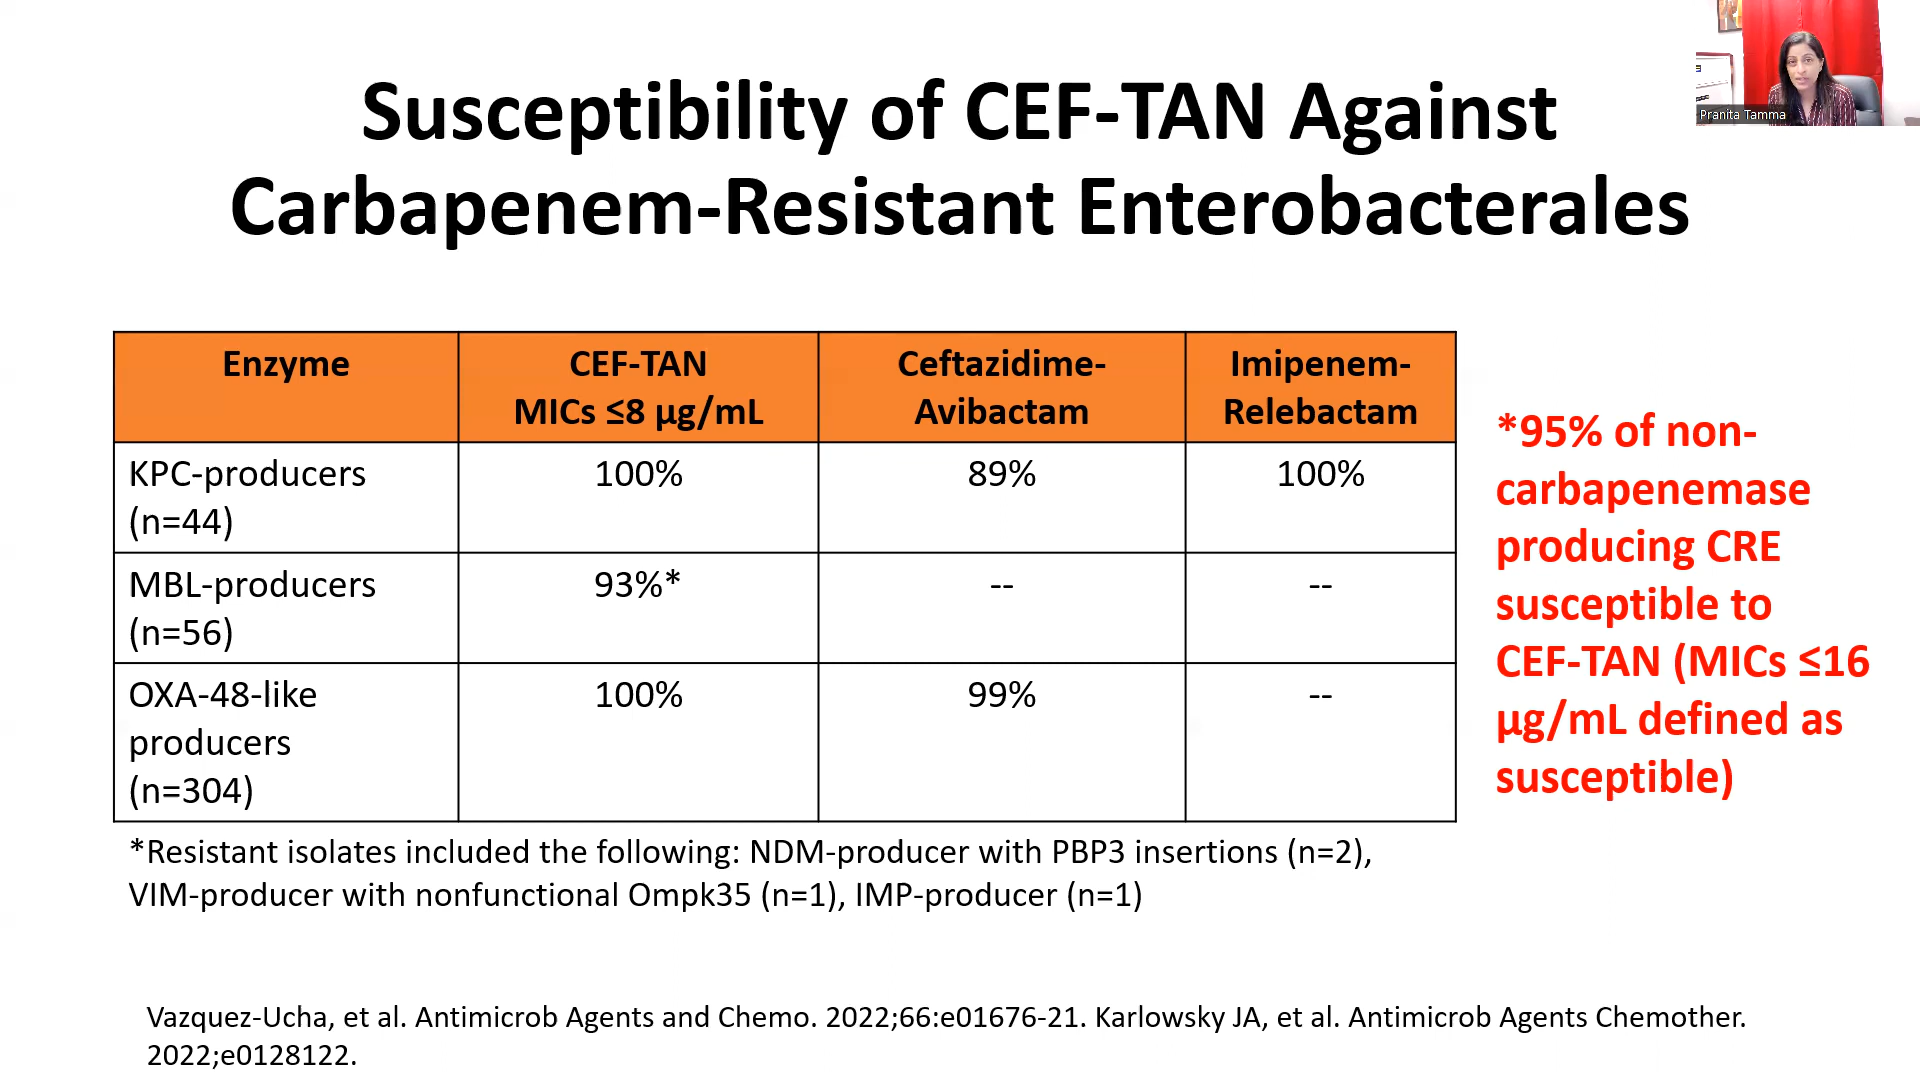 Susceptibility of CEF-TAN Against
Carbapenem-Resistant Enterobacterales
Pranita Tamma
Enzyme
CEF-TAN
MICs ≤8 µg/mL
Ceftazidime-
Avibactam
Imipenem-
Relebactam
KPC-producers
(n=44)
100%
89%
100%
MBL-producers
(n=56)
93%*
--
--
OXA-48-like
producers
(n=304)
100%
99%
--
*95% of non-
carbapenemase
producing CRE
susceptible to
CEF-TAN (MICs ≤16
µg/mL defined as
susceptible)
*Resistant isolates included the following: NDM-producer with PBP3 insertions (n=2),
VIM-producer with nonfunctional Ompk35 (n=1), IMP-producer (n=1)
Vazquez-Ucha, et al. Antimicrob Agents and Chemo. 2022;66:e01676-21. Karlowsky JA, et al. Antimicrob Agents Chemother.
2022;e0128122.